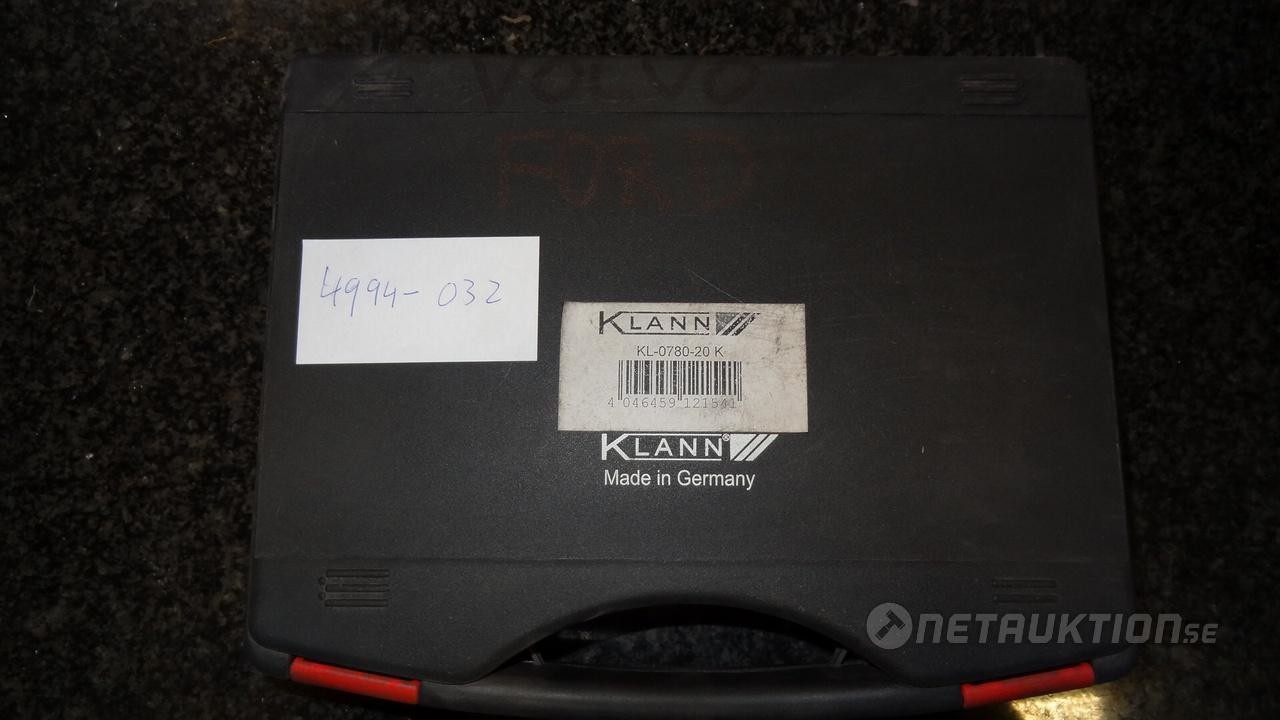 VOLVO
FORD
4994-032
KLANN
KL-0780-20 K
4 046459 121541
KLANN®
Made in Germany
NETAUKTION.SE